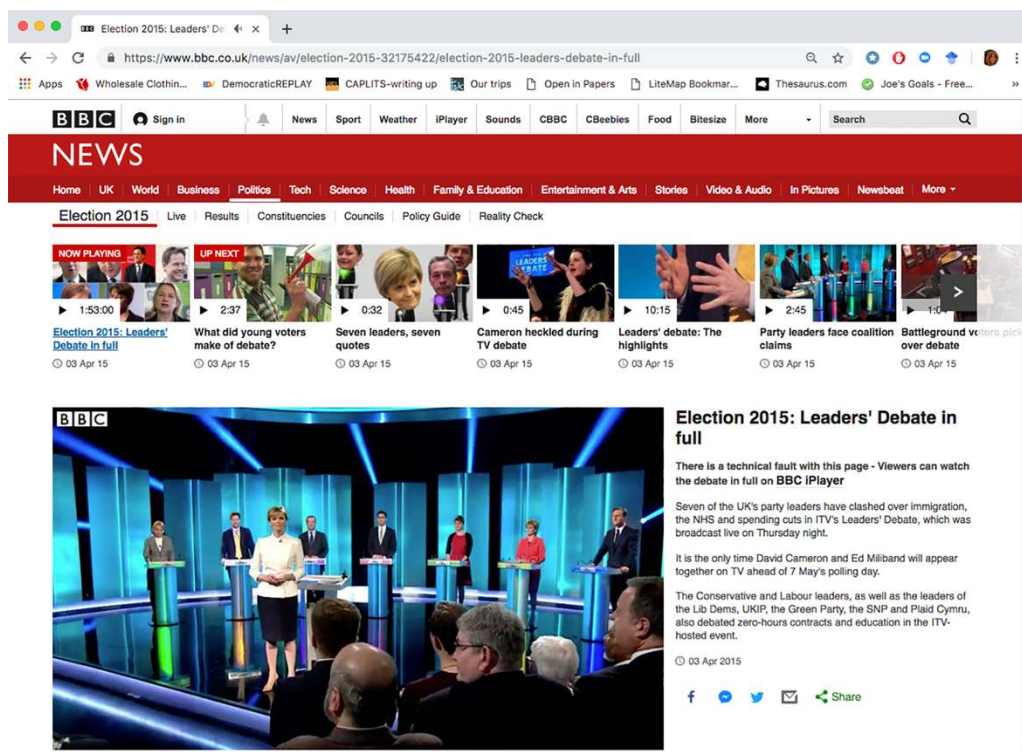 BBC Election 2015: Leaders' De
https://www.bbc.co.uk/news/av/election-2015-32175422/election-2015-leaders-debate-in-full
Apps Wholesale Clothin... DemocraticREPLAY CAPLITS-writing up Our trips Open in Papers LiteMap Bookmar... Thesaurus.com Joe's Goals - Free... »
BBC Sign in News Sport Weather iPlayer Sounds CBBC CBeebies Food Bitesize More Search
NEWS
Home UK World Business Politics Tech Science Health Family & Education Entertainment & Arts Stories Video & Audio In Pictures Newsbeat More
Election 2015 Live Results Constituencies Councils Policy Guide Reality Check
NOW PLAYING UP NEXT
LEADERS' DEBATE
1:53:00 2:37 0:32 0:45 10:15 2:45
Election 2015: Leaders' What did young voters Seven leaders, seven Cameron heckled during Leaders' debate: The Party leaders face coalition Battleground voters pick
Debate in full make of debate? quotes TV debate highlights claims over debate
03 Apr 15 03 Apr 15 03 Apr 15 03 Apr 15 03 Apr 15 03 Apr 15 03 Apr 15
BBC
Election 2015: Leaders' Debate in
full
There is a technical fault with this page - Viewers can watch
the debate in full on BBC iPlayer
Seven of the UK's party leaders have clashed over immigration,
the NHS and spending cuts in ITV's Leaders' Debate, which was
broadcast live on Thursday night.
It is the only time David Cameron and Ed Miliband will appear
together on TV ahead of 7 May's polling day.
The Conservative and Labour leaders, as well as the leaders of
the Lib Dems, UKIP, the Green Party, the SNP and Plaid Cymru,
also debated zero-hours contracts and education in the ITV-
hosted event.
03 Apr 2015
Share